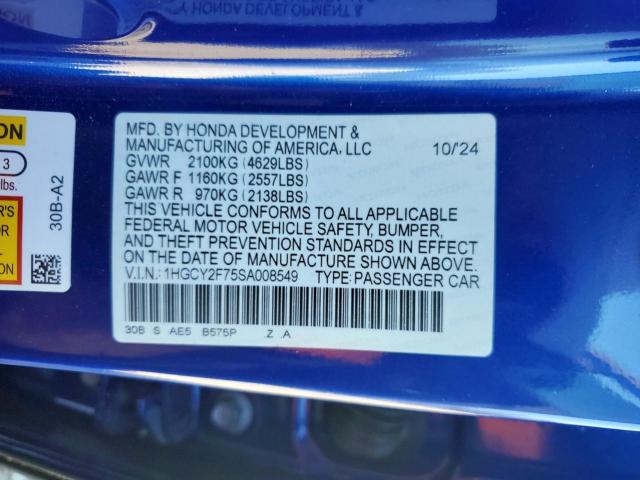 Y HONDA DEVELOPMENT &
ON
3
lbs.
R'S
R
30B-A2
MFD. BY HONDA DEVELOPMENT &
MANUFACTURING OF AMERICA, LLC 10/24
GVWR 2100KG (4629LBS)
GAWR F 1160KG (2557LBS)
GAWR R 970KG (2138LBS)
THIS VEHICLE CONFORMS TO ALL APPLICABLE
FEDERAL MOTOR VEHICLE SAFETY, BUMPER,
AND THEFT PREVENTION STANDARDS IN EFFECT
ON THE DATE OF MANUFACTURE SHOWN ABOVE.
V.I.N.: 1HGCY2F75SA008549 TYPE: PASSENGER CAR
30B S AE5 B575P .Z .A